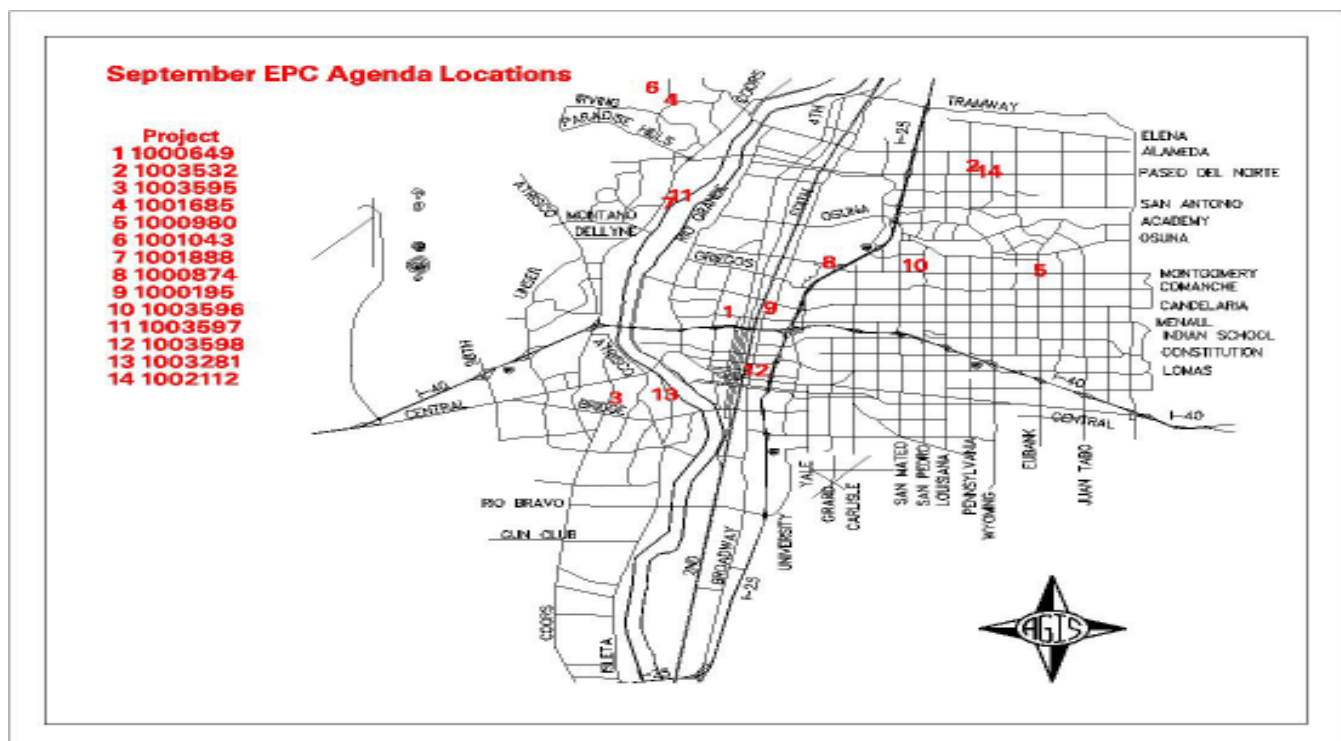 September EPC Agenda Locations
Project
1 1000649
2 1003532
3 1003595
4 1001685
5 1000980
6 1001043
7 1001888
8 1000874
9 1000195
10 1003596
11 1003597
12 1003598
13 1003281
14 1002112
6
4
IRVING
PARADISE HILLS
COORS
4TH
I-25
TRAMWAY
ELENA
ALAMEDA
PASEO DEL NORTE
2
14
ATRISCO
7
11
RIO GRANDE
EDITH
OSUNA
SAN ANTONIO
ACADEMY
OSUNA
MONTANO
DELLYNE
UNSER
GRIEGOS
8
10
5
MONTGOMERY
COMANCHE
CANDELARIA
MENAUL
INDIAN SCHOOL
CONSTITUTION
LOMAS
1
9
98TH
ATRISCO
12
I-40
I-40
CENTRAL
3
BRIDGE
13
I-40
CENTRAL
YALE
GIRARD
CARLISLE
SAN MATEO
SAN PEDRO
LOUISIANA
PENNSYLVANIA
WYOMING
EUBANK
JUAN TABO
RIO BRAVO
GUN CLUB
2ND
BROADWAY
UNIVERSITY
I-25
COORS
ISLETA
I-25
AGIS